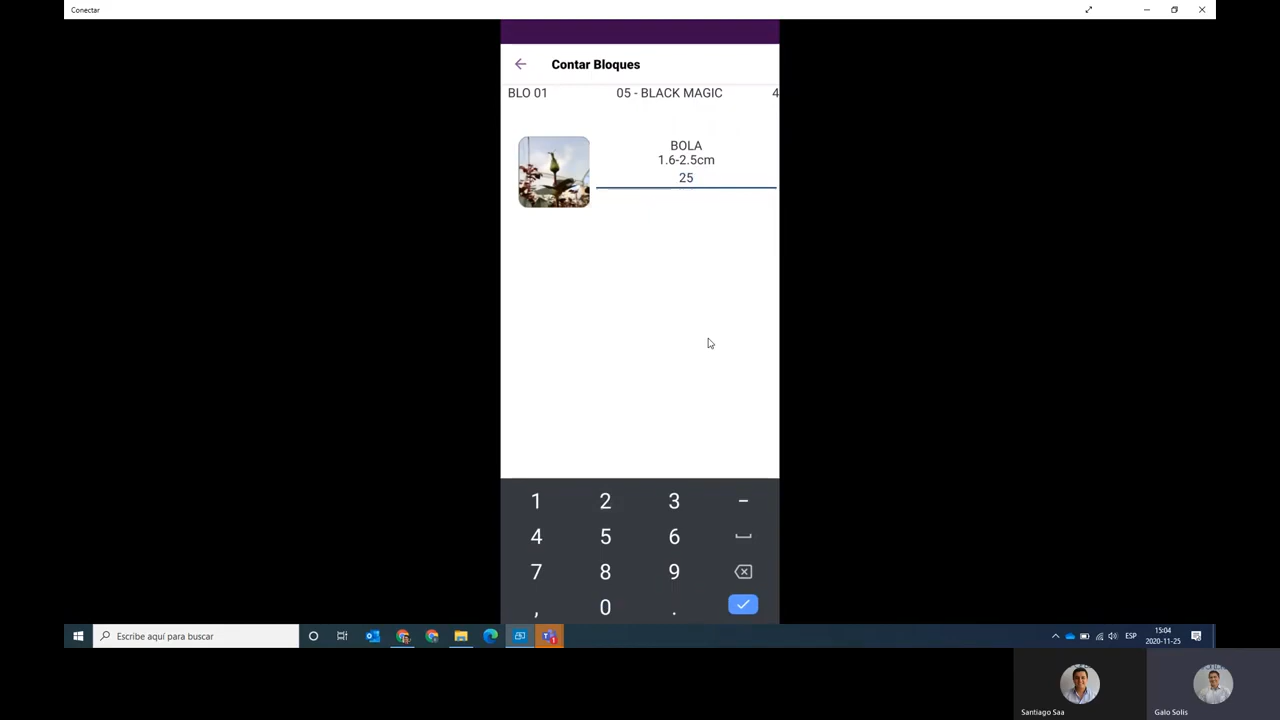 Conectar
Contar Bloques
BLO 01 05 - BLACK MAGIC 4
BOLA
1.6-2.5cm
25
1 2 3 -
4 5 6
7 8 9
, 0 .
Escribe aquí para buscar
ESP
15:04
2020-11-25
Santiago Saa
Galo Solis